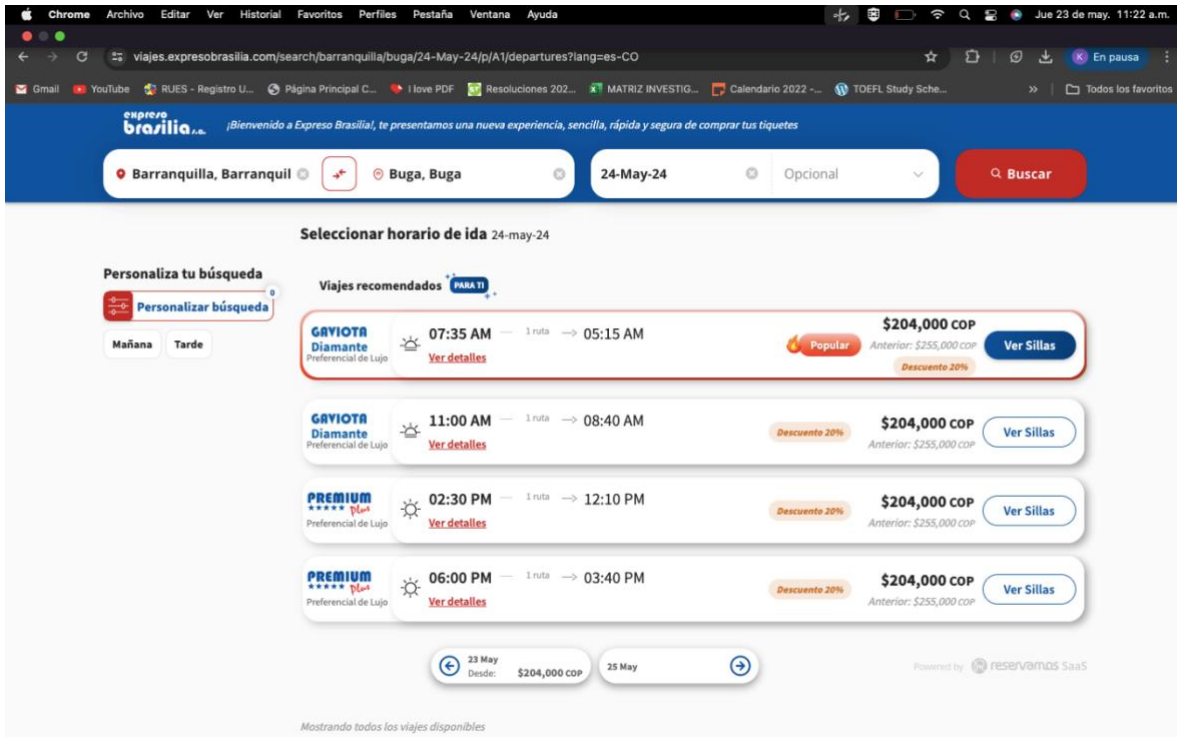 Chrome Archivo Editar Ver Historial Favoritos Perfiles Pestaña Ventana Ayuda
Jue 23 de may. 11:22 a.m.
viajes.expresobrasilia.com/search/barranquilla/buga/24-May-24/p/A1/departures?lang=es-CO
K En pausa
Gmail YouTube RUES - Registro U... Página Principal C... I love PDF Resoluciones 202... MATRIZ INVESTIG... Calendario 2022 -... TOEFL Study Sche... » Todos los favoritos
expreso
brasilia s.a.
¡Bienvenido a Expreso Brasilia!, te presentamos una nueva experiencia, sencilla, rápida y segura de comprar tus tiquetes
Barranquilla, Barranquil
Buga, Buga
24-May-24
Opcional
Buscar
Seleccionar horario de ida 24-may-24
Personaliza tu búsqueda
0
Personalizar búsqueda
Mañana Tarde
Viajes recomendados PARA TI
GAVIOTA
Diamante
Preferencial de Lujo
07:35 AM 1 ruta 05:15 AM
Ver detalles
Popular
$204,000 COP
Anterior: $255,000 COP
Descuento 20%
Ver Sillas
GAVIOTA
Diamante
Preferencial de Lujo
11:00 AM 1 ruta 08:40 AM
Ver detalles
Descuento 20%
$204,000 COP
Anterior: $255,000 COP
Ver Sillas
PREMIUM
Plus
Preferencial de Lujo
02:30 PM 1 ruta 12:10 PM
Ver detalles
Descuento 20%
$204,000 COP
Anterior: $255,000 COP
Ver Sillas
PREMIUM
Plus
Preferencial de Lujo
06:00 PM 1 ruta 03:40 PM
Ver detalles
Descuento 20%
$204,000 COP
Anterior: $255,000 COP
Ver Sillas
23 May
Desde: $204,000 COP
25 May
Powered by reservamos SaaS
Mostrando todos los viajes disponibles